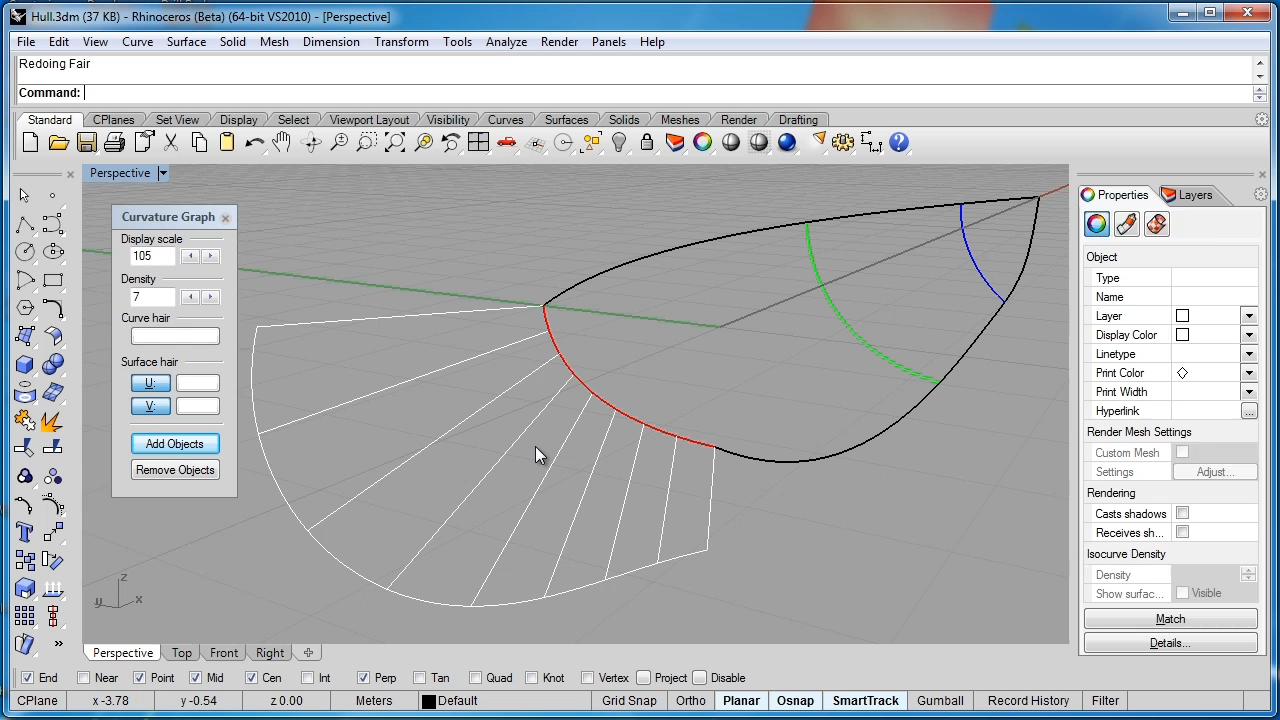 Hull.3dm (37 KB) - Rhinoceros (Beta) (64-bit VS2010) - [Perspective]
File Edit View Curve Surface Solid Mesh Dimension Transform Tools Analyze Render Panels Help
Redoing Fair
Command:
Standard CPlanes Set View Display Select Viewport Layout Visibility Curves Surfaces Solids Meshes Render Drafting
Perspective
Curvature Graph
Display scale
105
Density
7
Curve hair
Surface hair
U:
V:
Add Objects
Remove Objects
z
y x
Properties Layers
Object
Type
Name
Layer
Display Color
Linetype
Print Color
Print Width
Hyperlink ...
Render Mesh Settings
Custom Mesh
Settings Adjust...
Rendering
Casts shadows
Receives sh...
Isocurve Density
Density
Show surfac... Visible
Match
Details...
Perspective Top Front Right
End Near Point Mid Cen Int Perp Tan Quad Knot Vertex Project Disable
CPlane x -3.78 y -0.54 z 0.00 Meters Default Grid Snap Ortho Planar Osnap SmartTrack Gumball Record History Filter